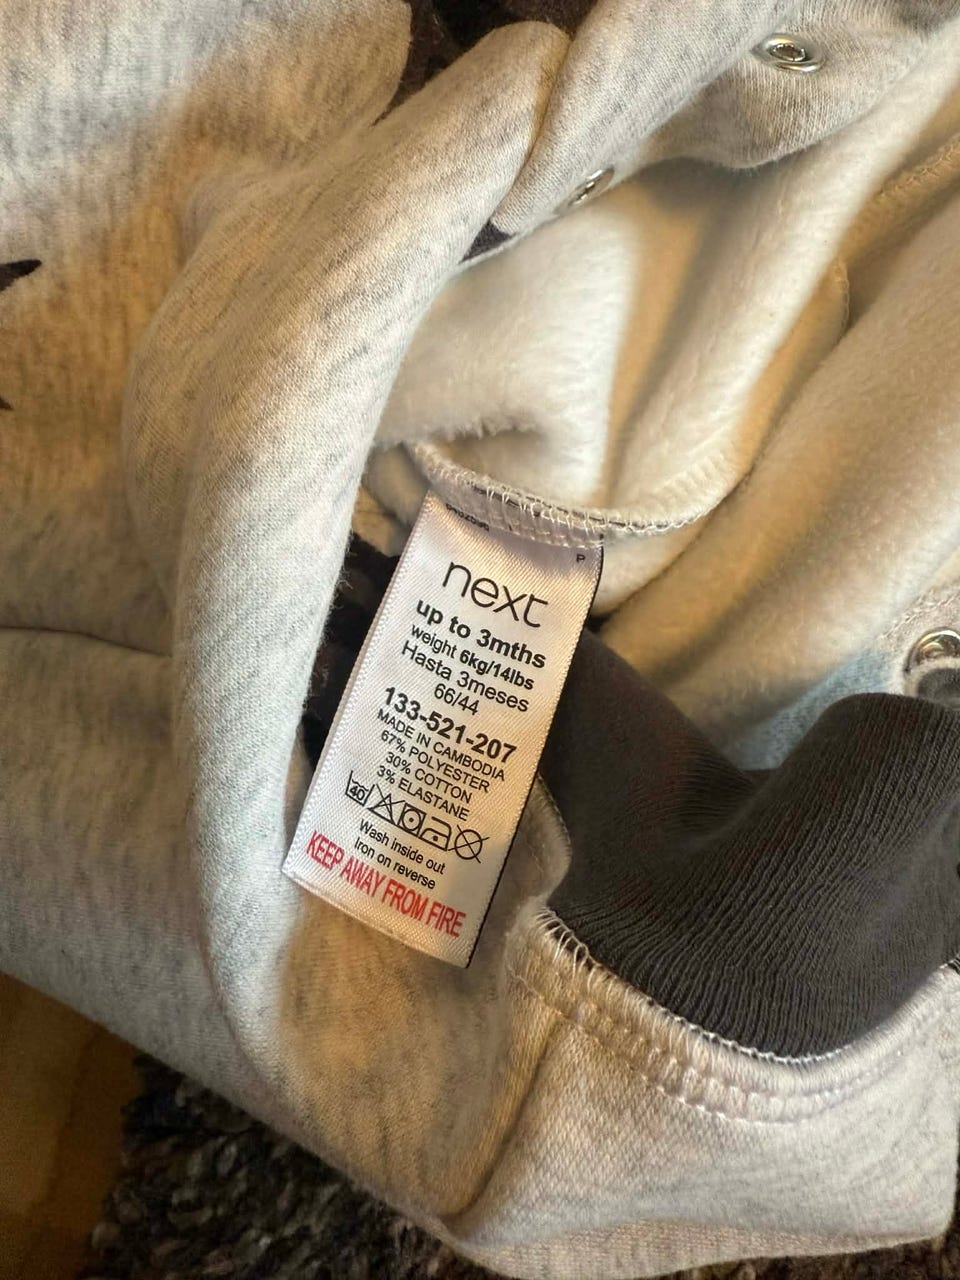 P
next
up to 3mths
weight 6kg/14lbs
Hasta 3meses
66/44
133-521-207
MADE IN CAMBODIA
67% POLYESTER
30% COTTON
3% ELASTANE
40
Wash inside out
Iron on reverse
KEEP AWAY FROM FIRE